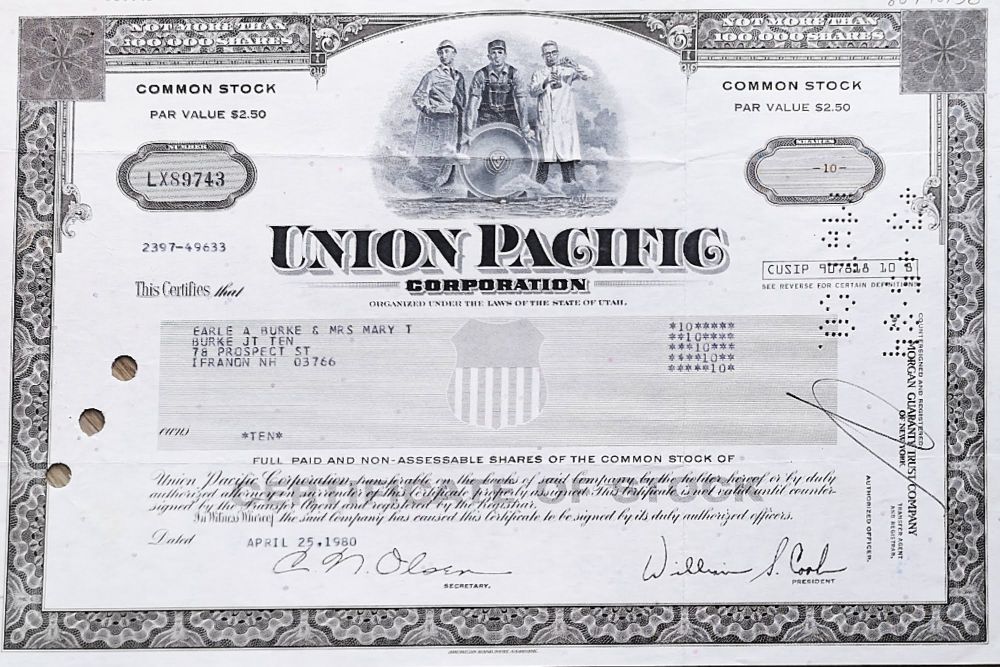 NOT MORE THAN
100,000 SHARES
NOT MORE THAN
100,000 SHARES
COMMON STOCK
PAR VALUE $2.50
COMMON STOCK
PAR VALUE $2.50
NUMBER
LX89743
SHARES
—10—
2397-49633
UNION PACIFIC
CORPORATION
ORGANIZED UNDER THE LAWS OF THE STATE OF UTAH.
CUSIP 907818 10 8
SEE REVERSE FOR CERTAIN DEFINITIONS
This Certifies that
EARLE A BURKE & MRS MARY T
BURKE JT TEN
78 PROSPECT ST
IFRANON NH 03766
*10*****
**10****
***10***
****10**
*****10*
owns
*TEN*
FULL PAID AND NON-ASSESSABLE SHARES OF THE COMMON STOCK OF
Union Pacific Corporation, transferable on the books of said Company by the holder hereof or by duly
authorized attorney on surrender of this Certificate properly assigned. This Certificate is not valid until counter-
signed by the Transfer Agent and registered by the Registrar.
In Witness Whereof the said Company has caused this Certificate to be signed by its duly authorized officers.
Dated APRIL 25,1980
C. N. Olsen
SECRETARY.
William S. Cook
PRESIDENT
COUNTERSIGNED AND REGISTERED
MORGAN GUARANTY TRUST COMPANY
OF NEW YORK
TRANSFER AGENT
AND REGISTRAR.
AUTHORIZED OFFICER.
AMERICAN BANK NOTE COMPANY.